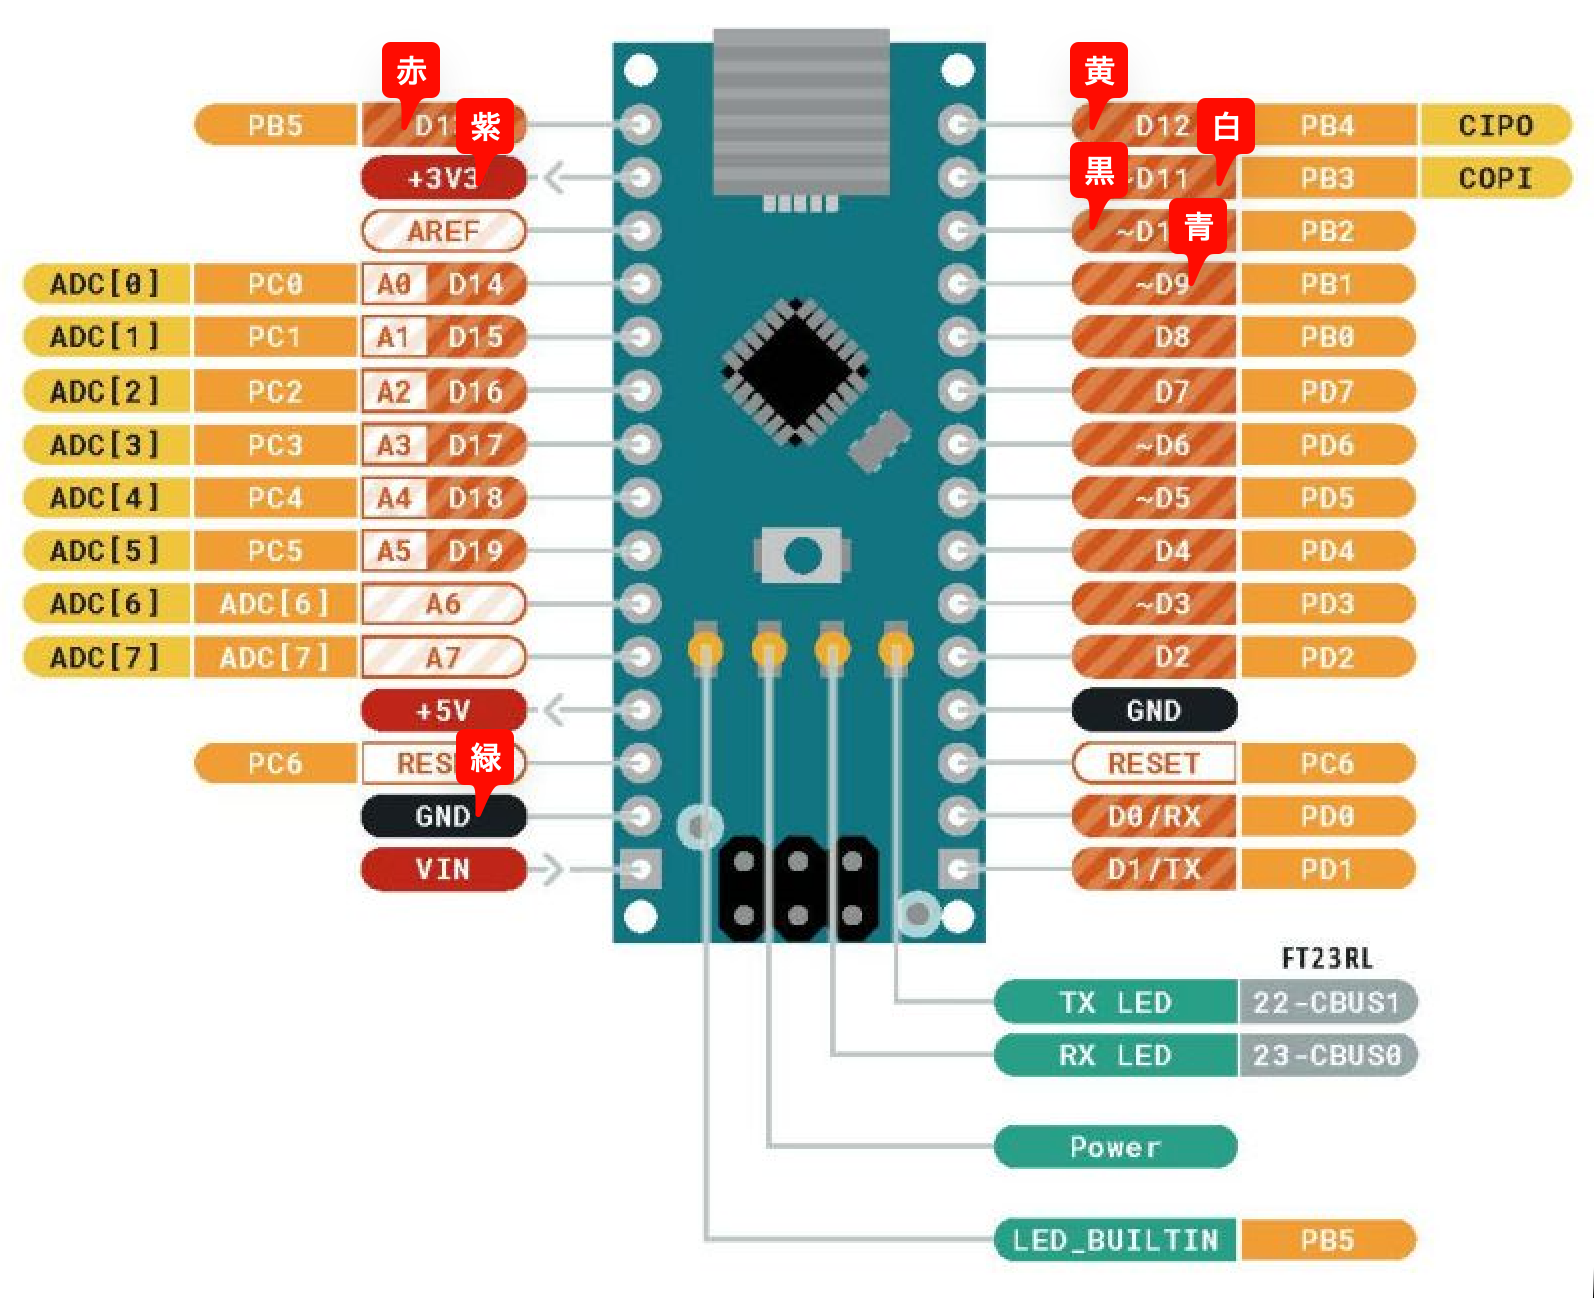 赤
黄
PB5
D1
紫
D12
白
PB4
CIPO
+3V3
黒
~D11
PB3
COPI
AREF
~D1
青
PB2
ADC[0] PC0 A0 D14
~D9 PB1
ADC[1] PC1 A1 D15
D8 PB0
ADC[2] PC2 A2 D16
D7 PD7
ADC[3] PC3 A3 D17
~D6 PD6
ADC[4] PC4 A4 D18
~D5 PD5
ADC[5] PC5 A5 D19
D4 PD4
ADC[6] ADC[6] A6
~D3 PD3
ADC[7] ADC[7] A7
D2 PD2
+5V
GND
PC6 RES
緑
RESET PC6
GND
D0/RX PD0
VIN
D1/TX PD1
FT23RL
TX LED 22-CBUS1
RX LED 23-CBUS0
Power
LED_BUILTIN PB5